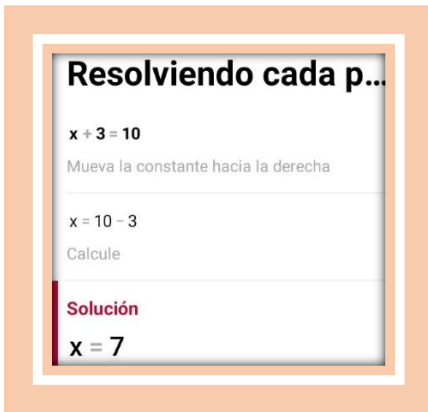 Resolviendo cada p...
x + 3 = 10
Mueva la constante hacia la derecha
x = 10 − 3
Calcule
Solución
x = 7